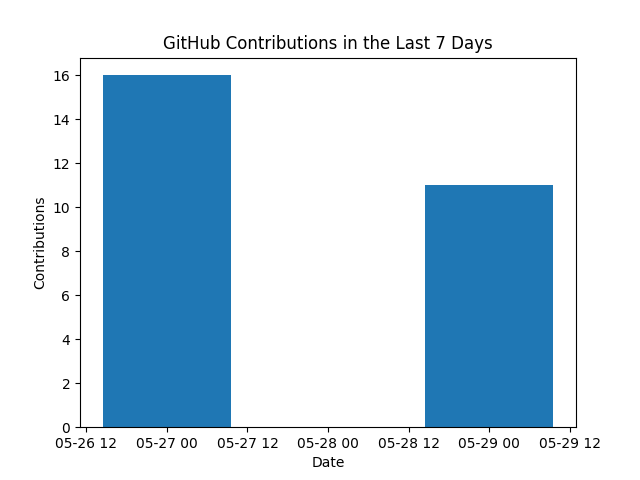 GitHub Contributions in the Last 7 Days
16
14
12
10
8
6
4
2
0
Contributions
05-26 12 05-27 00 05-27 12 05-28 00 05-28 12 05-29 00 05-29 12
Date